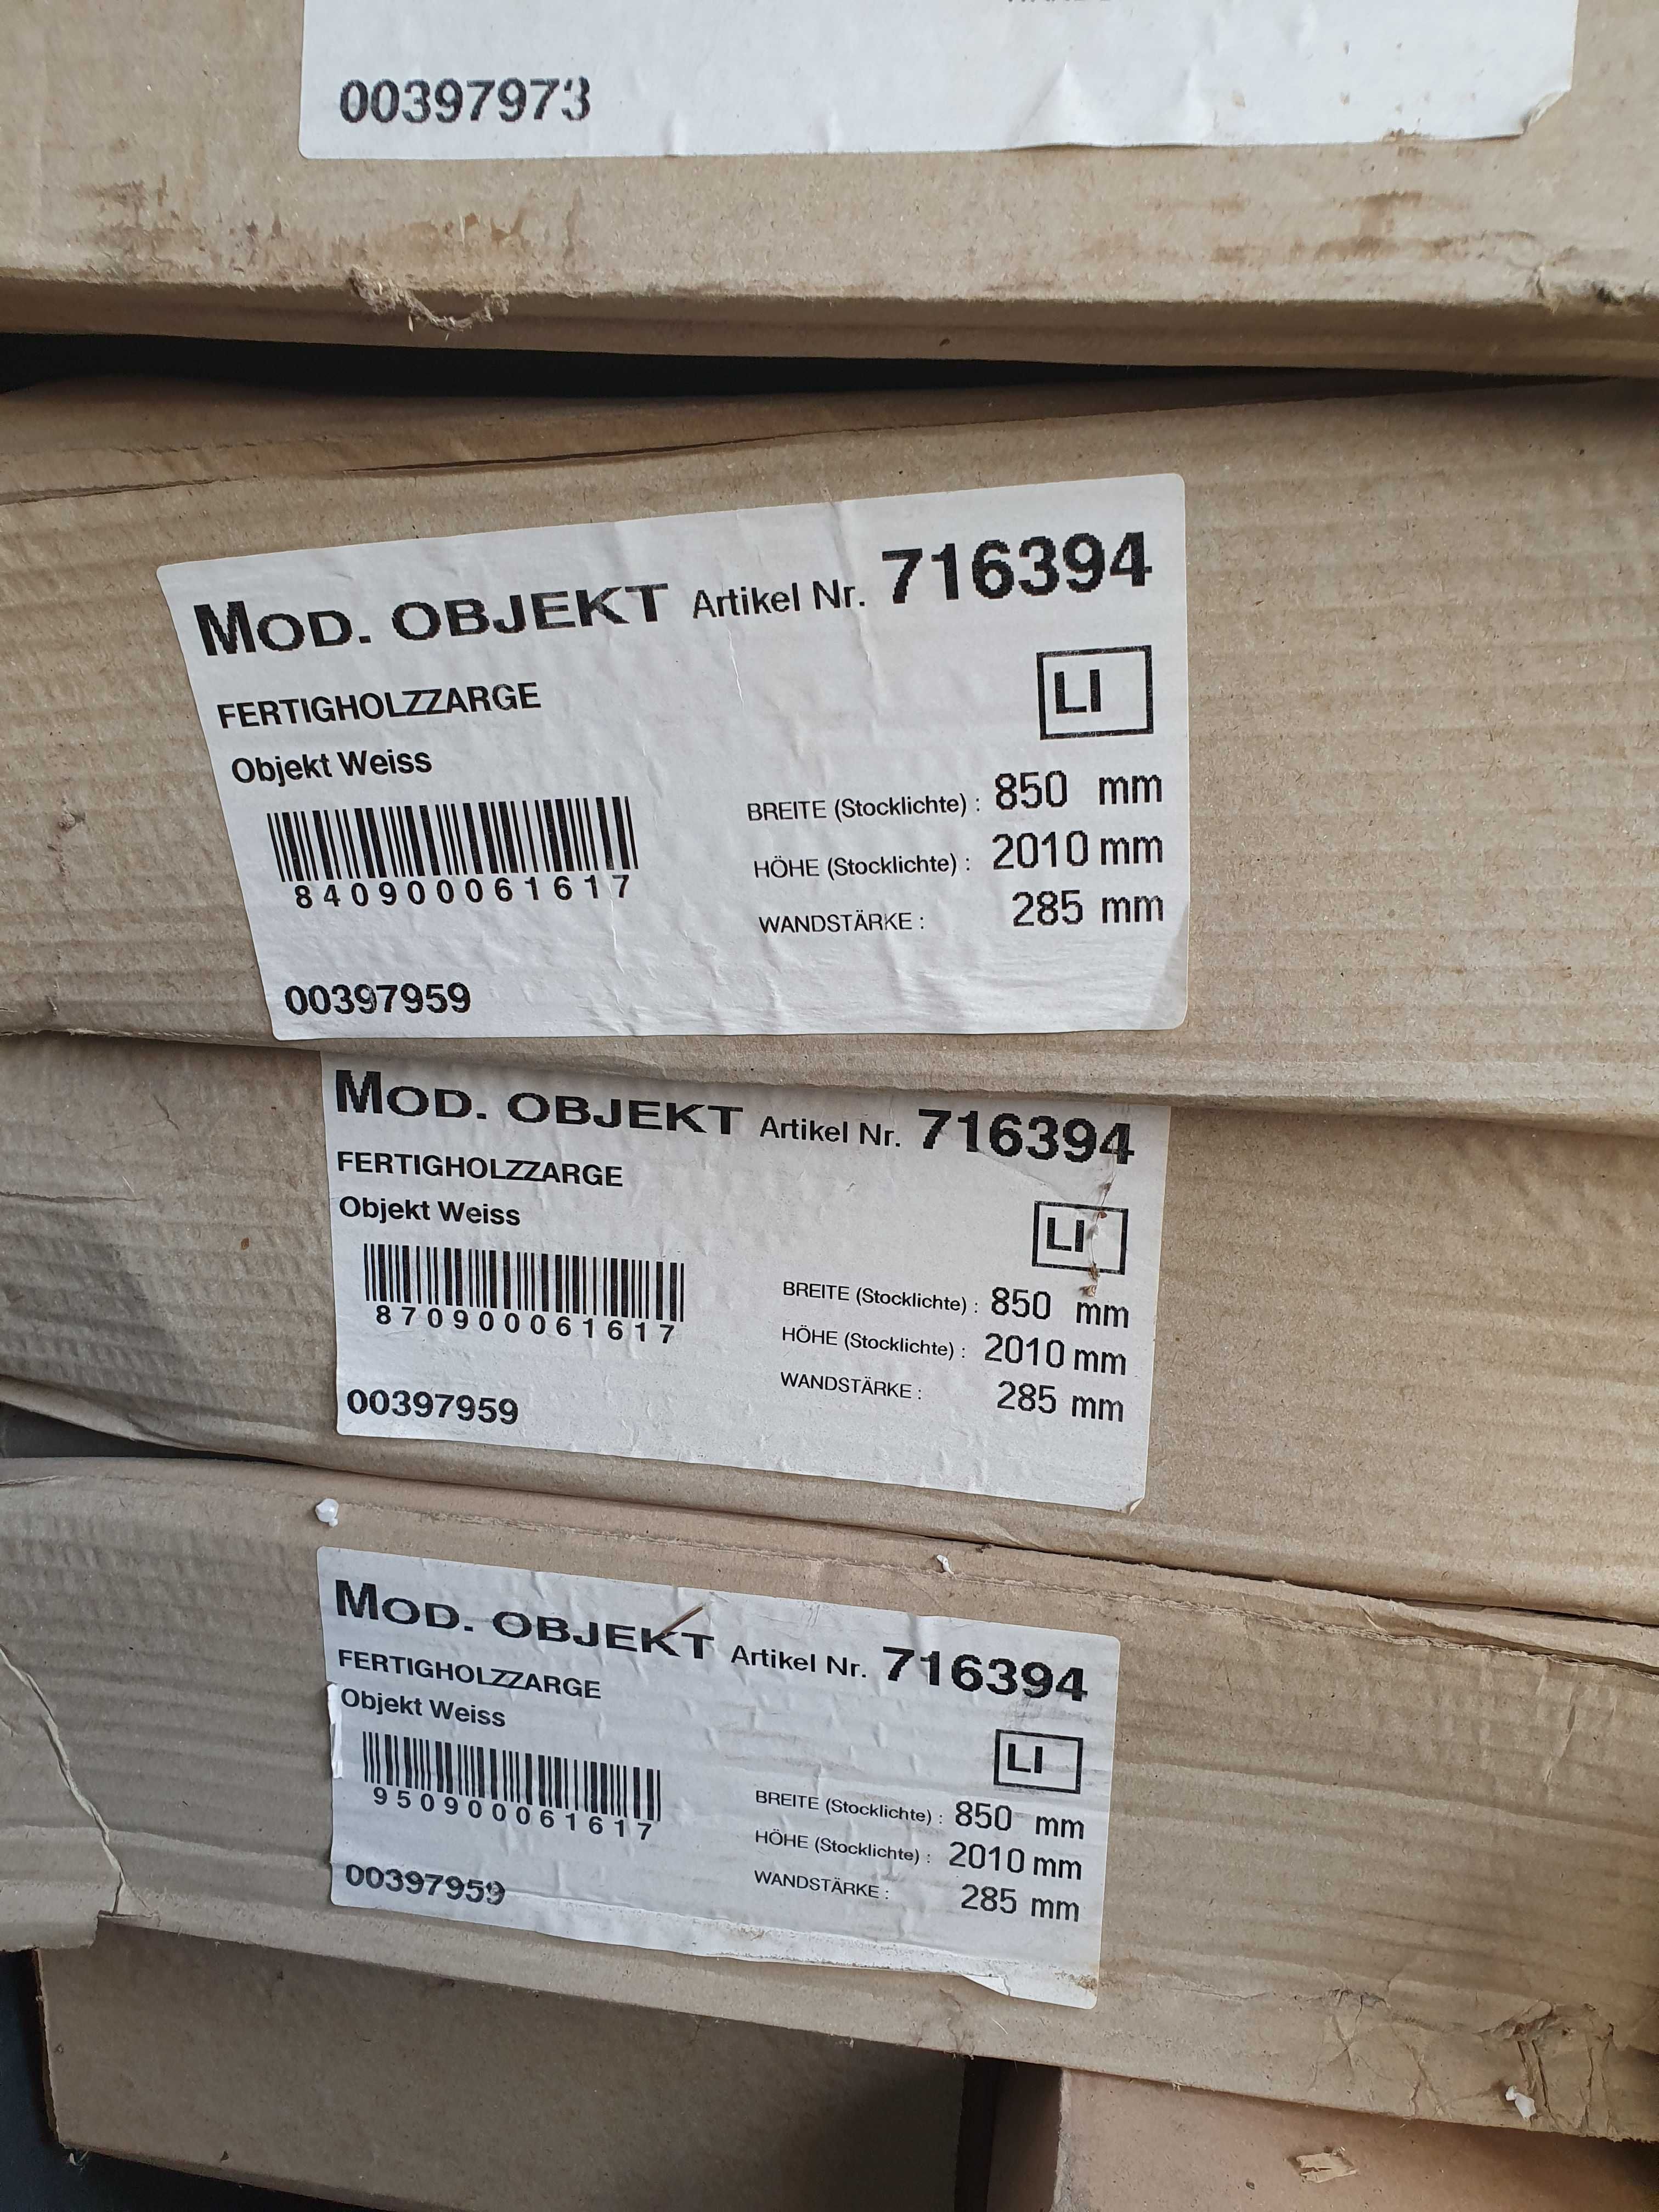 00397973
MOD. OBJEKT Artikel Nr. 716394
FERTIGHOLZZARGE
LI
Objekt Weiss
840900061617
BREITE (Stocklichte) : 850 mm
HÖHE (Stocklichte) : 2010 mm
WANDSTÄRKE : 285 mm
00397959
MOD. OBJEKT Artikel Nr. 716394
FERTIGHOLZZARGE
LI
Objekt Weiss
870900061617
BREITE (Stocklichte) : 850 mm
HÖHE (Stocklichte) : 2010 mm
WANDSTÄRKE : 285 mm
00397959
MOD. OBJEKT Artikel Nr. 716394
FERTIGHOLZZARGE
LI
Objekt Weiss
950900061617
BREITE (Stocklichte) : 850 mm
HÖHE (Stocklichte) : 2010 mm
WANDSTÄRKE : 285 mm
00397959